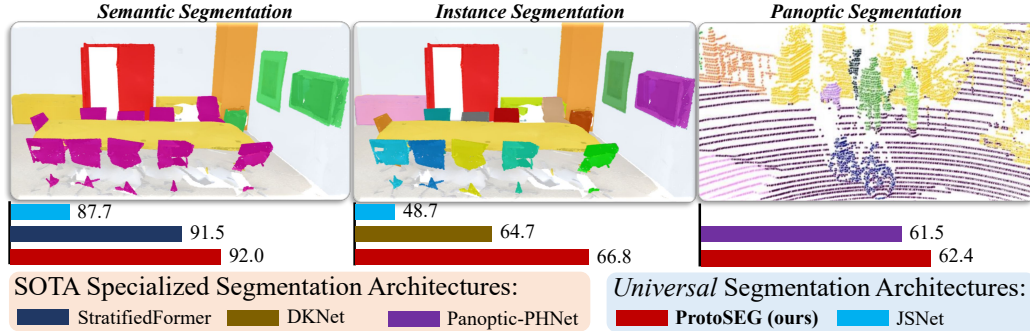 Semantic Segmentation
Instance Segmentation
Panoptic Segmentation
87.7
91.5
92.0
48.7
64.7
66.8
61.5
62.4
SOTA Specialized Segmentation Architectures:
StratifiedFormer DKNet Panoptic-PHNet
Universal Segmentation Architectures:
ProtoSEG (ours) JSNet